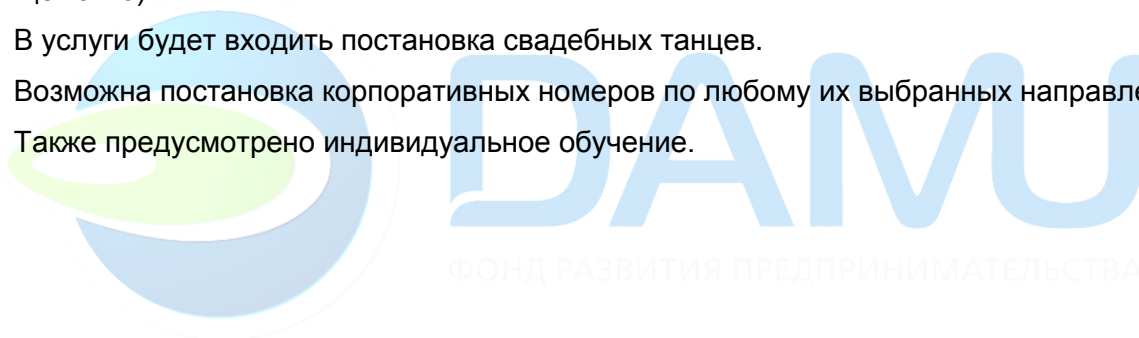 В услуги будет входить постановка свадебных танцев.
Возможна постановка корпоративных номеров по любому их выбранных
Также предусмотрено индивидуальное обучение.
DAMU
ФОНД РАЗВИТИЯ ПРЕДПРИНИМАТЕЛЬСТВА